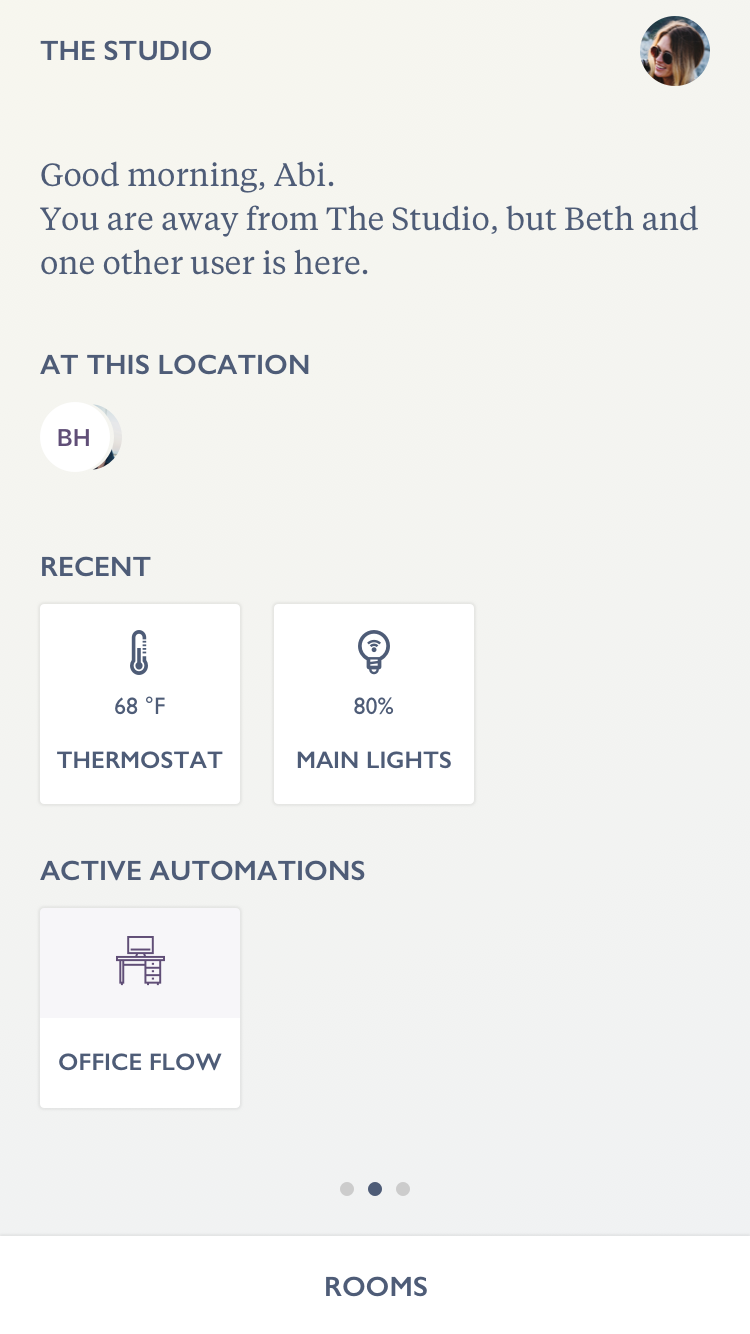 THE STUDIO
Good morning, Abi.
You are away from The Studio, but Beth and
one other user is here.
AT THIS LOCATION
BH
RECENT
68 °F
THERMOSTAT
80%
MAIN LIGHTS
ACTIVE AUTOMATIONS
OFFICE FLOW
ROOMS